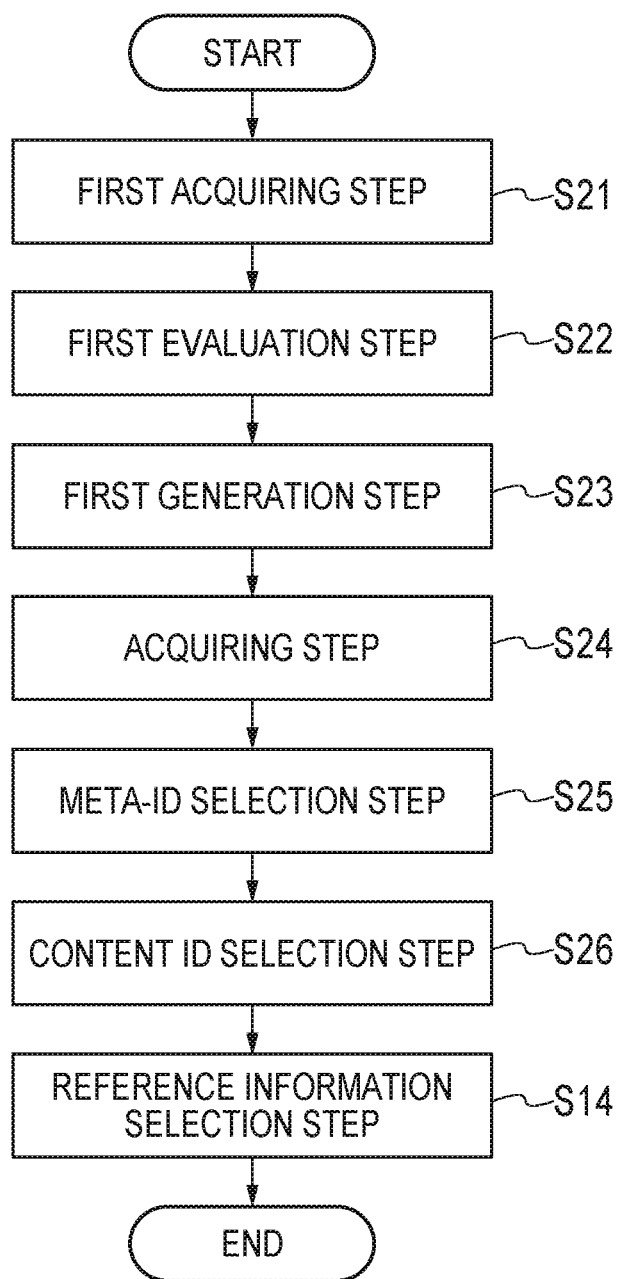 START
FIRST ACQUIRING STEP
S21
FIRST EVALUATION STEP
S22
FIRST GENERATION STEP
S23
ACQUIRING STEP
S24
META-ID SELECTION STEP
S25
CONTENT ID SELECTION STEP
S26
REFERENCE INFORMATION
SELECTION STEP
S14
END